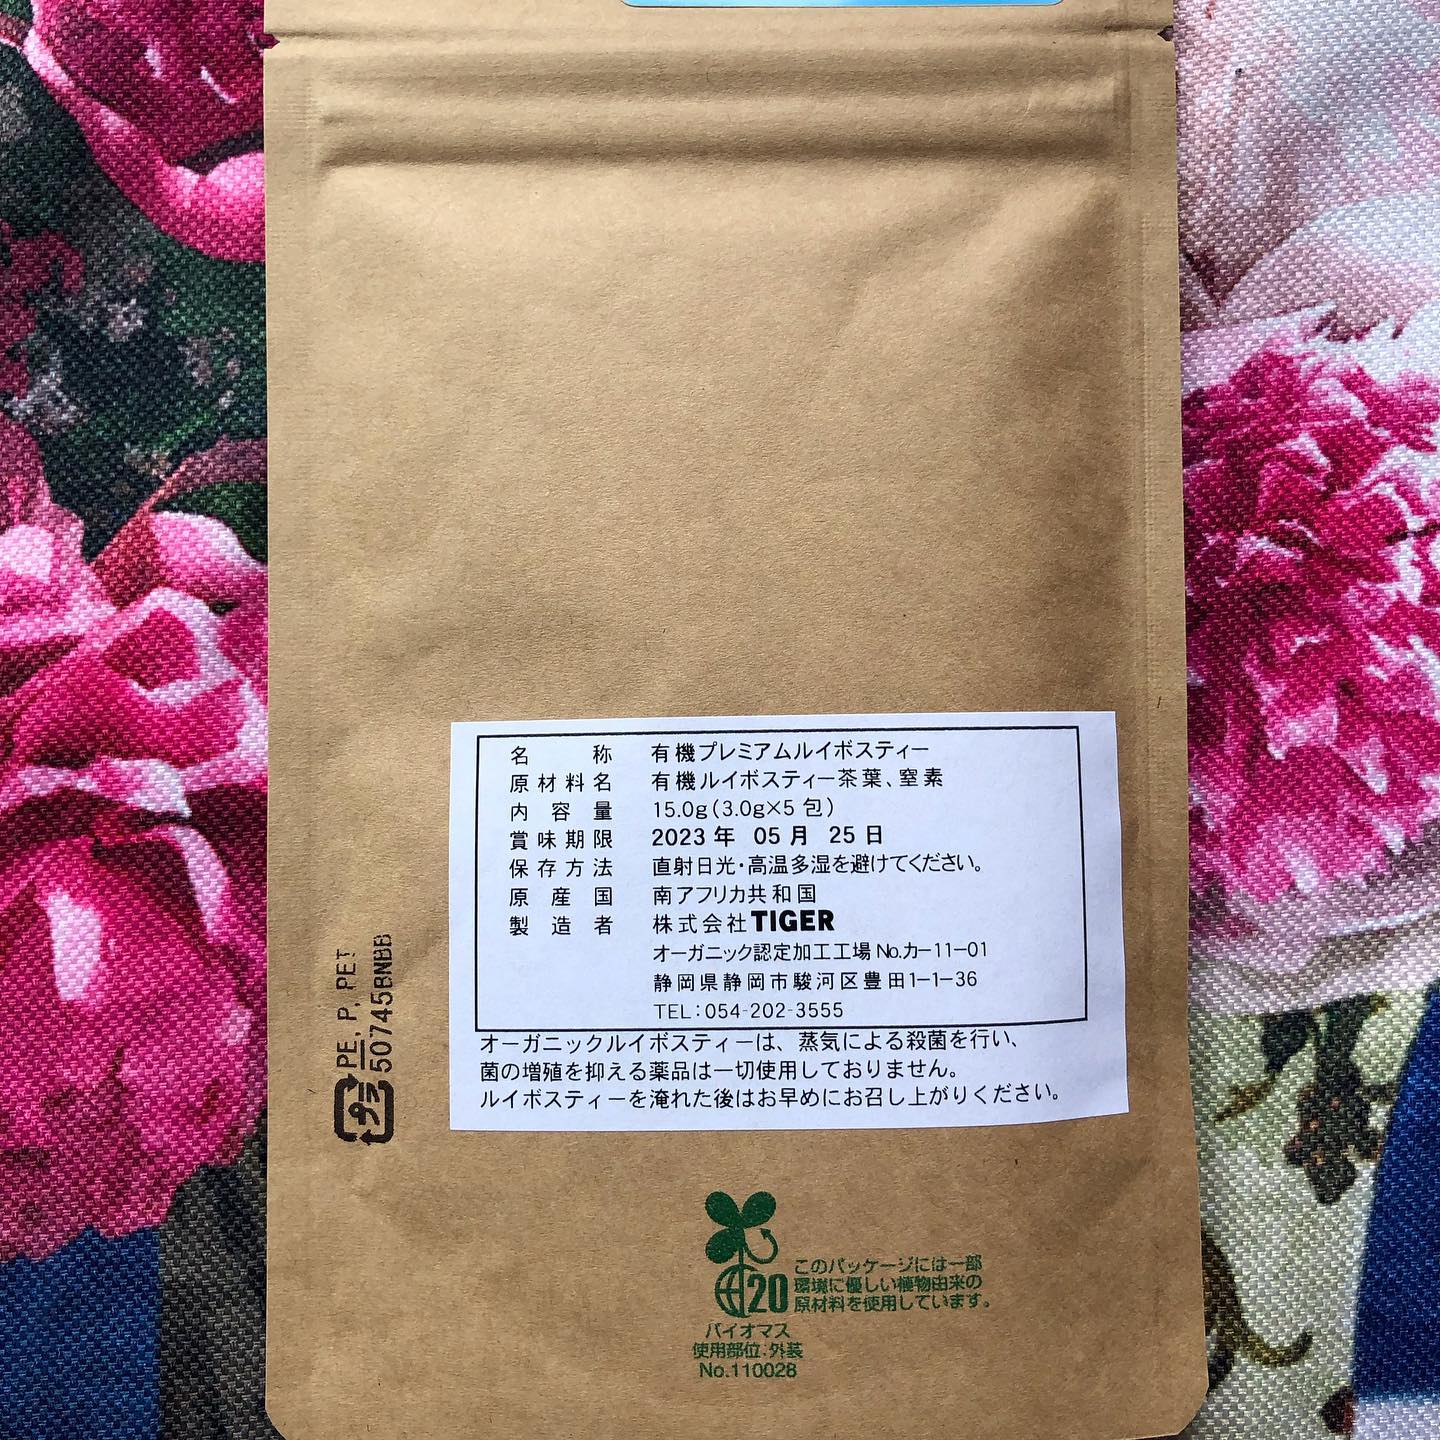 名称 有機プレミアムルイボスティー
原材料名 有機ルイボスティー茶葉、窒素
内容量 15.0g(3.0g×5包)
賞味期限 2023年 05月 25日
保存方法 直射日光・高温多湿を避けてください。
原産国 南アフリカ共和国
製造者 株式会社TIGER
オーガニック認定加工工場No.カー11-01
静岡県静岡市駿河区豊田1-1-36
TEL:054-202-3555
オーガニックルイボスティーは、蒸気による殺菌を行い、
菌の増殖を抑える薬品は一切使用しておりません。
ルイボスティーを淹れた後はお早めにお召し上がりください。
プラ
PE, P, PET
50745BNBB
20
このパッケージには一部
環境に優しい植物由来の
原材料を使用しています。
バイオマス
使用部位:外装
No.110028